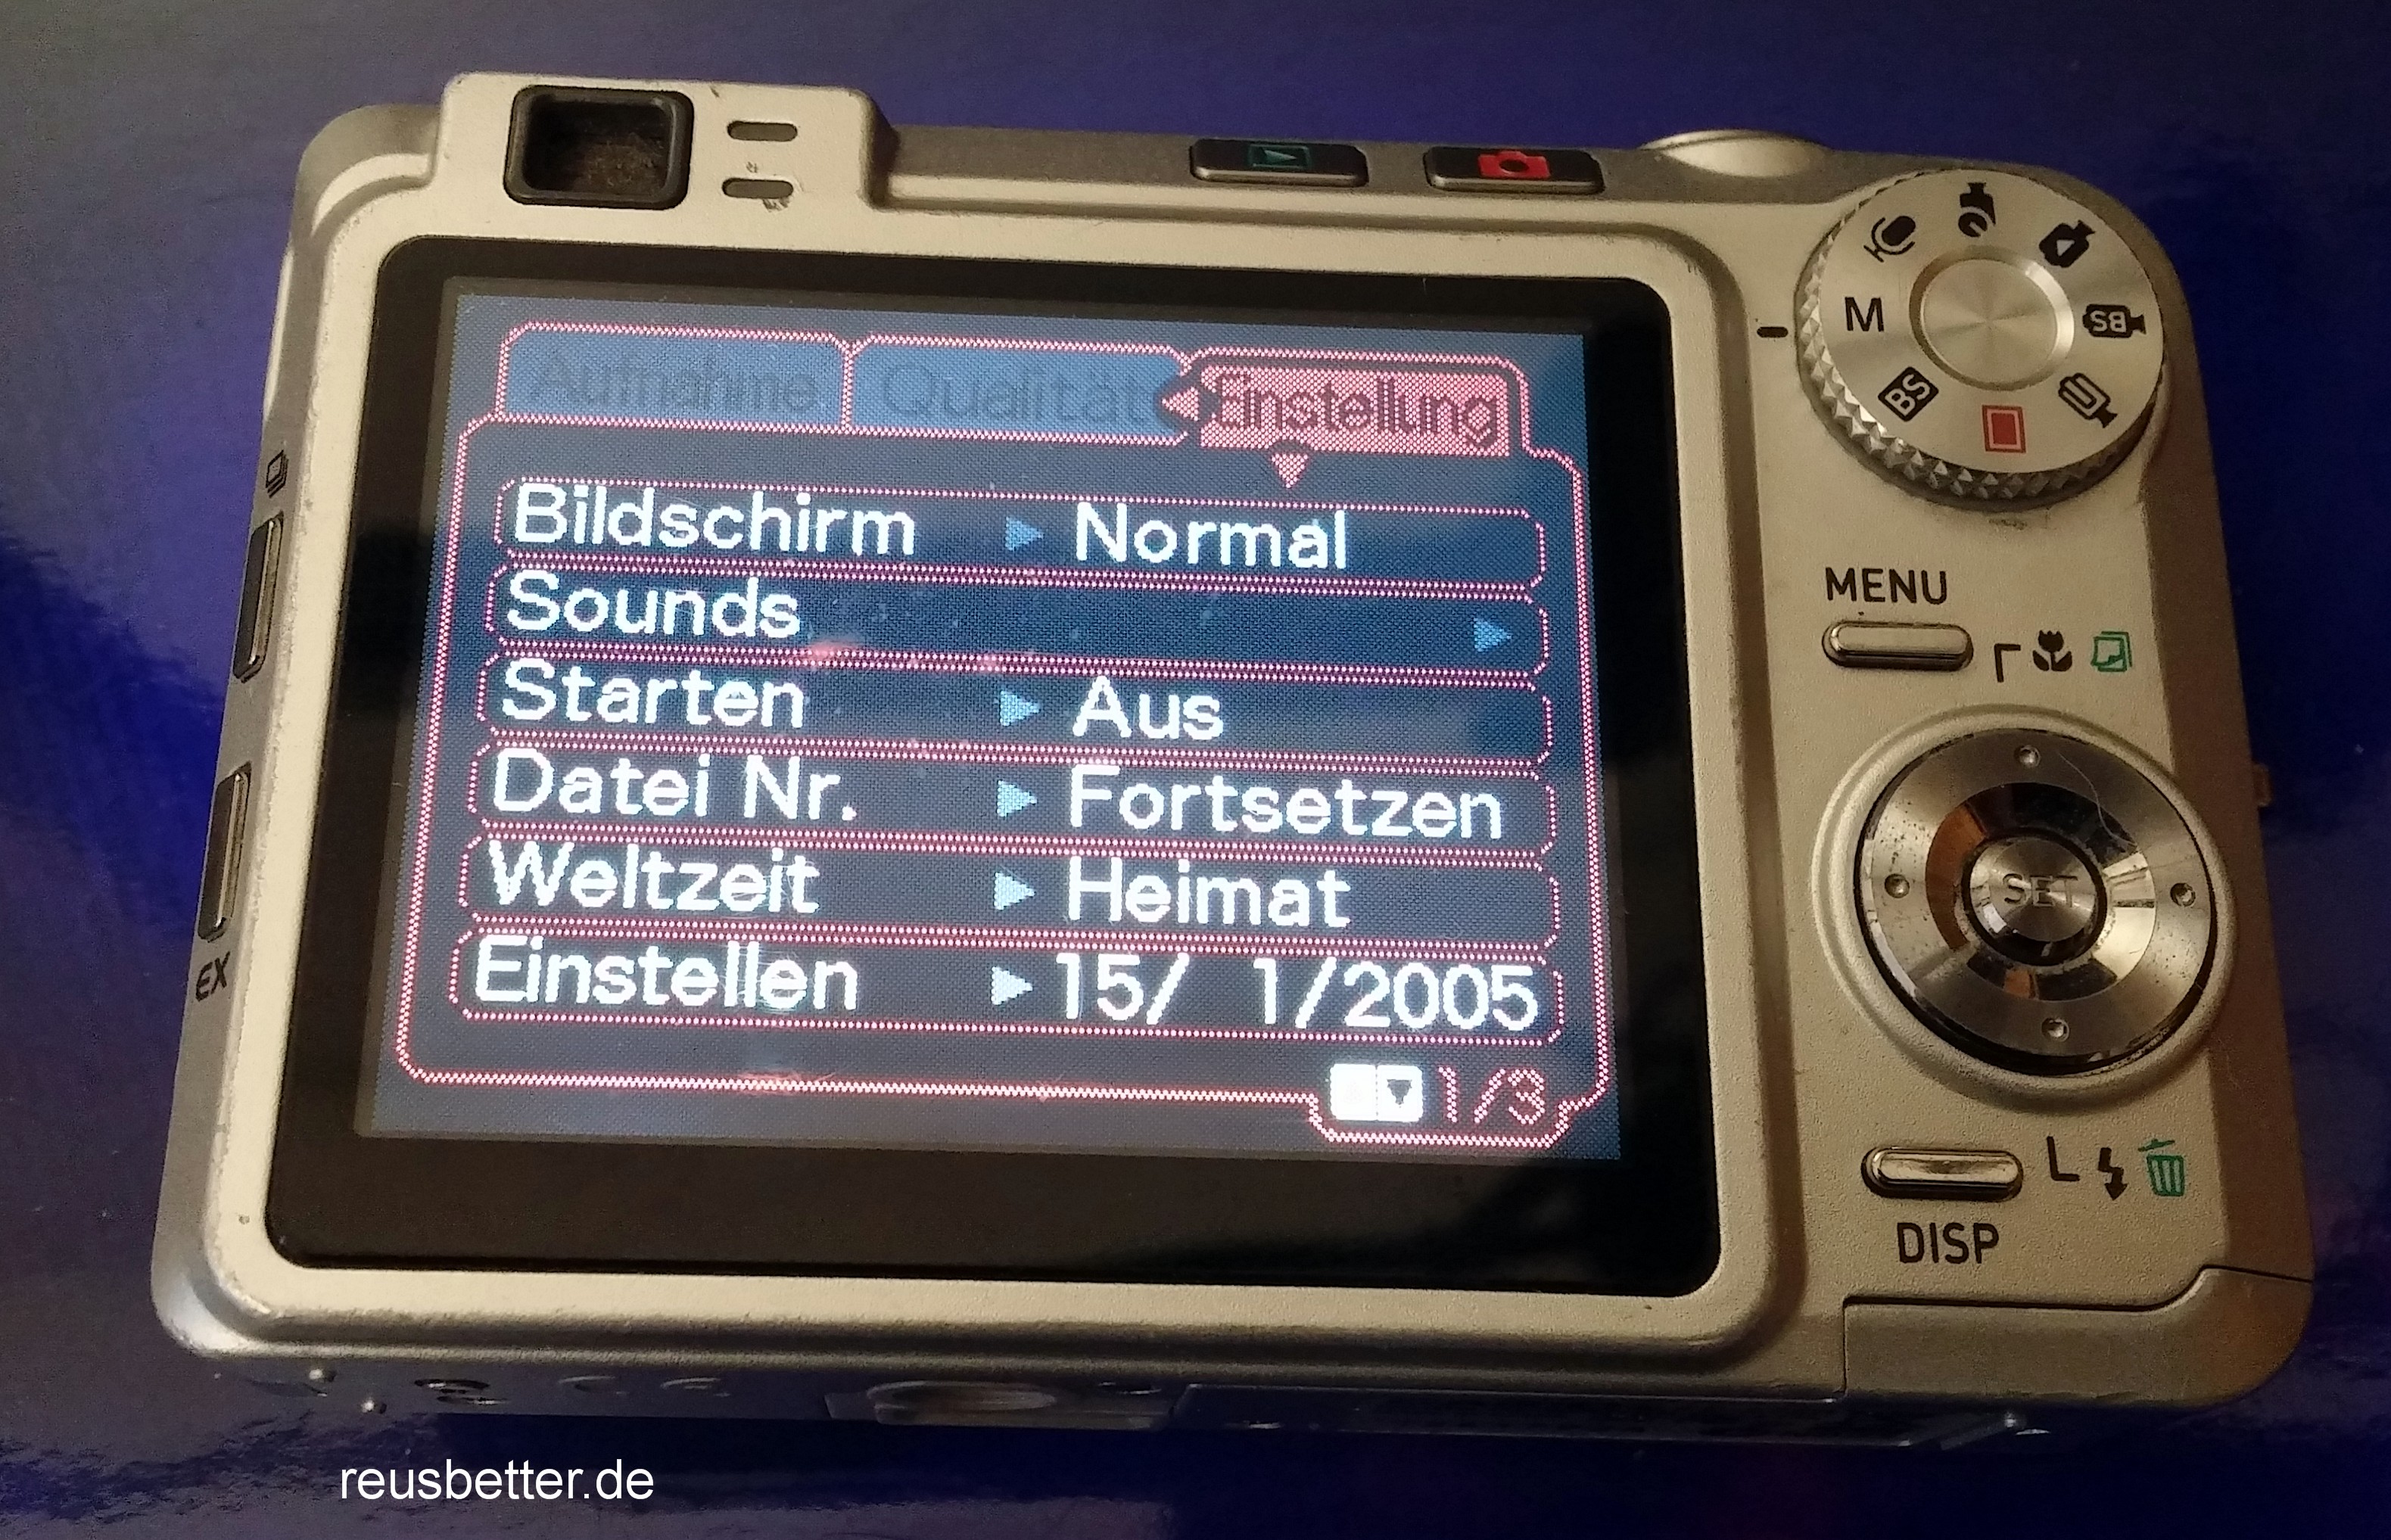 Aufnahme Qualität Einstellung
Bildschirm Normal
Sounds
Starten Aus
Datei Nr. Fortsetzen
Weltzeit Heimat
Einstellen 15/ 1/2005
1/3
M
BS
BS
MENU
SET
EX
DISP
reusbetter.de